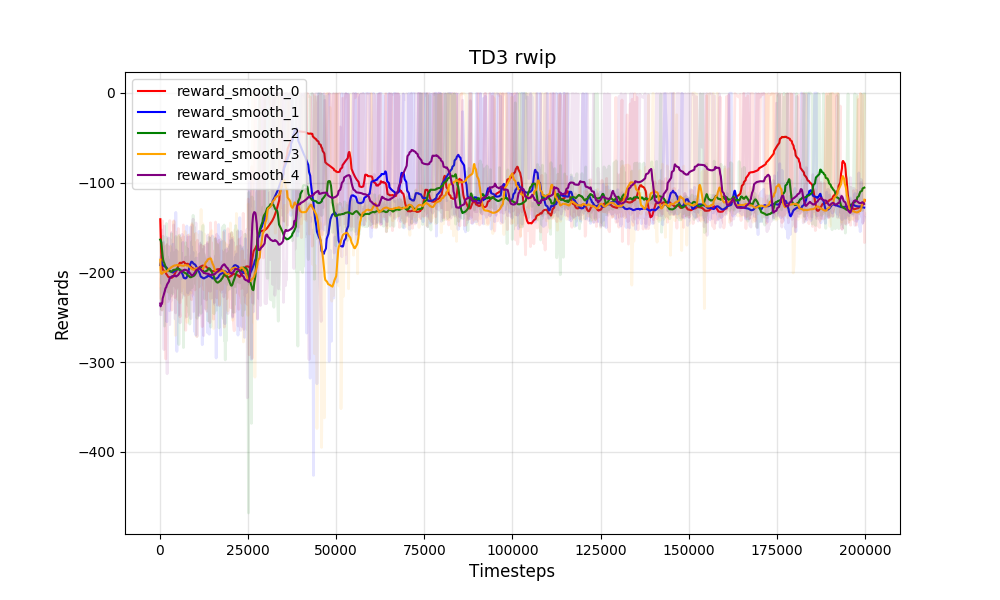 TD3 rwip
reward_smooth_0
reward_smooth_1
reward_smooth_2
reward_smooth_3
reward_smooth_4
0
−100
−200
−300
−400
Rewards
0
25000
50000
75000
100000
125000
150000
175000
200000
Timesteps